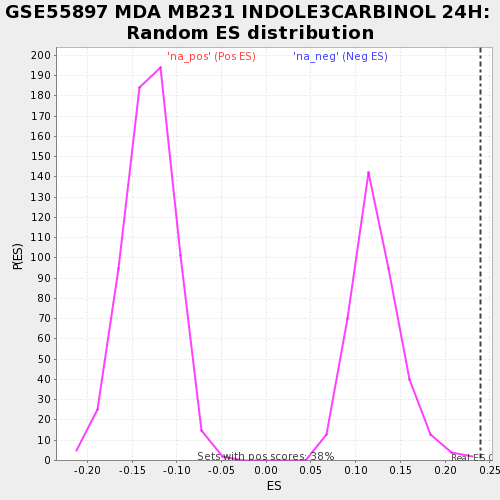 GSE55897 MDA MB231 INDOLE3CARBINOL 24H:
Random ES distribution
'na_pos' (Pos ES) 'na_neg' (Neg ES)
200
190
180
170
160
150
140
130
120
110
100
90
80
70
60
50
40
30
20
10
0
P(ES)
Sets with pos scores: 38%
Real ES 0
-0.20 -0.15 -0.10 -0.05 0.00 0.05 0.10 0.15 0.20 0.25
ES